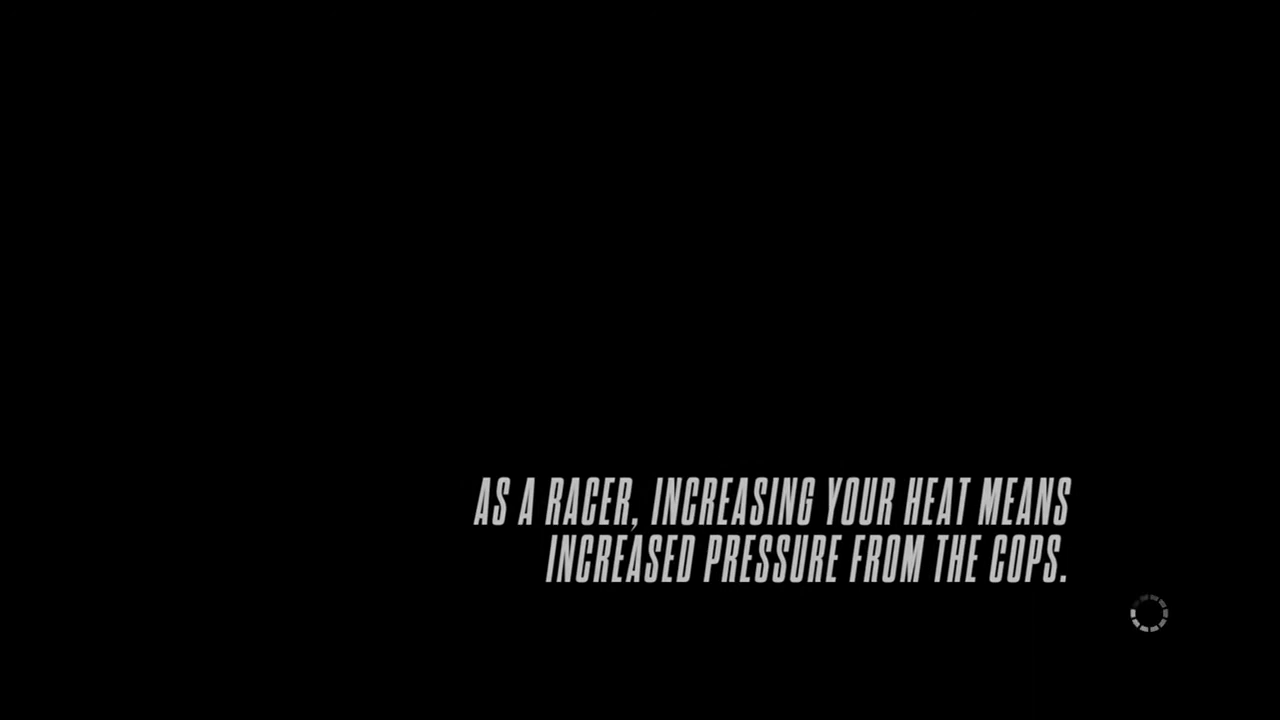 AS A RACER, INCREASING YOUR HEAT MEANS
INCREASED PRESSURE FROM THE COPS.